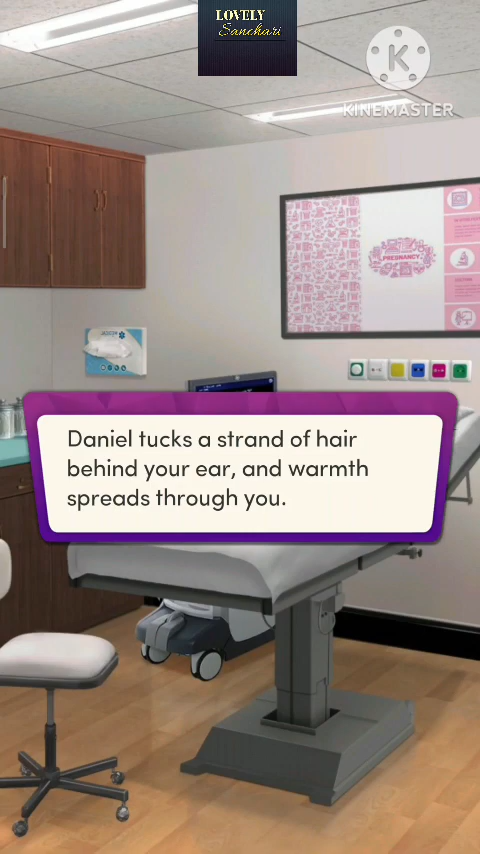 LOVELY
Sanchari
K
KINEMASTER
PREGNANCY
Daniel tucks a strand of hair
behind your ear, and warmth
spreads through you.